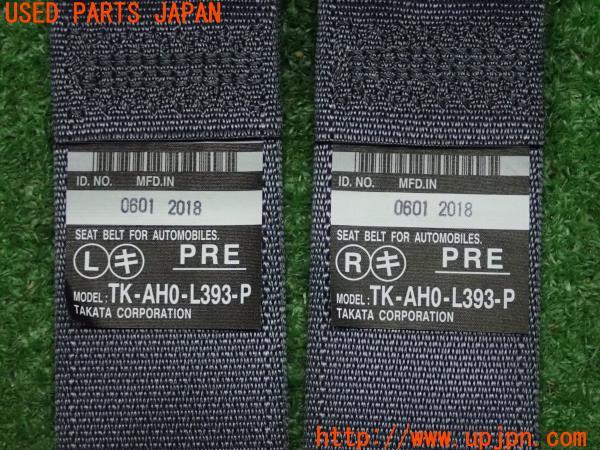 USED PARTS JAPAN
ID. NO. MFD.IN
0601 2018
SEAT BELT FOR AUTOMOBILES.
L キ PRE
MODEL: TK-AH0-L393-P
TAKATA CORPORATION
ID. NO. MFD.IN
0601 2018
SEAT BELT FOR AUTOMOBILES.
R キ PRE
MODEL: TK-AH0-L393-P
TAKATA CORPORATION
http://www.upjpn.com/